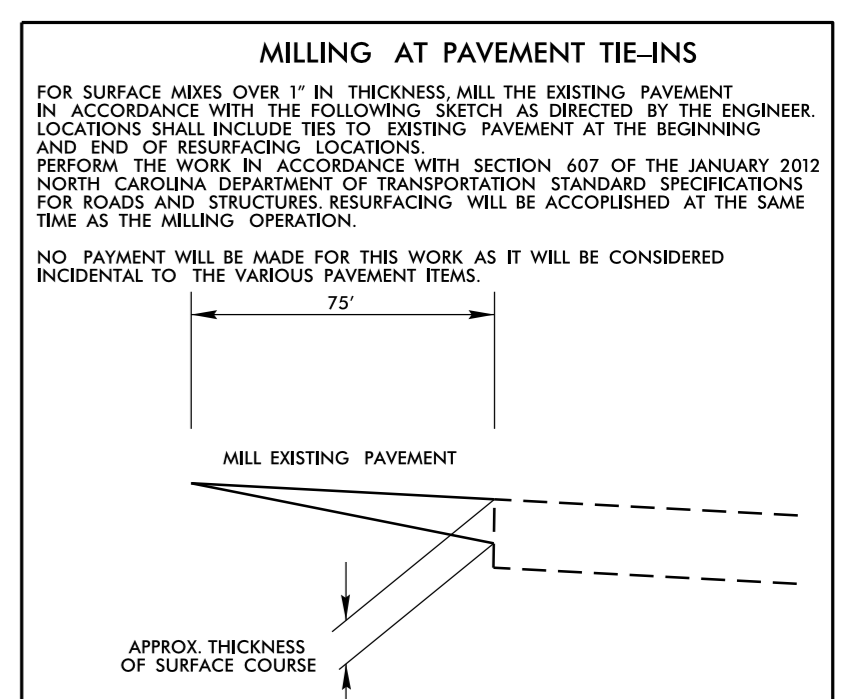 MILLING AT PAVEMENT TIE–INS
FOR SURFACE MIXES OVER 1" IN THICKNESS, MILL THE EXISTING PAVEMENT
IN ACCORDANCE WITH THE FOLLOWING SKETCH AS DIRECTED BY THE ENGINEER.
LOCATIONS SHALL INCLUDE TIES TO EXISTING PAVEMENT AT THE BEGINNING
AND END OF RESURFACING LOCATIONS.
PERFORM THE WORK IN ACCORDANCE WITH SECTION 607 OF THE JANUARY 2012
NORTH CAROLINA DEPARTMENT OF TRANSPORTATION STANDARD SPECIFICATIONS
FOR ROADS AND STRUCTURES. RESURFACING WILL BE ACCOPLISHED AT THE SAME
TIME AS THE MILLING OPERATION.
NO PAYMENT WILL BE MADE FOR THIS WORK AS IT WILL BE CONSIDERED
INCIDENTAL TO THE VARIOUS PAVEMENT ITEMS.
75'
MILL EXISTING PAVEMENT
APPROX. THICKNESS
OF SURFACE COURSE